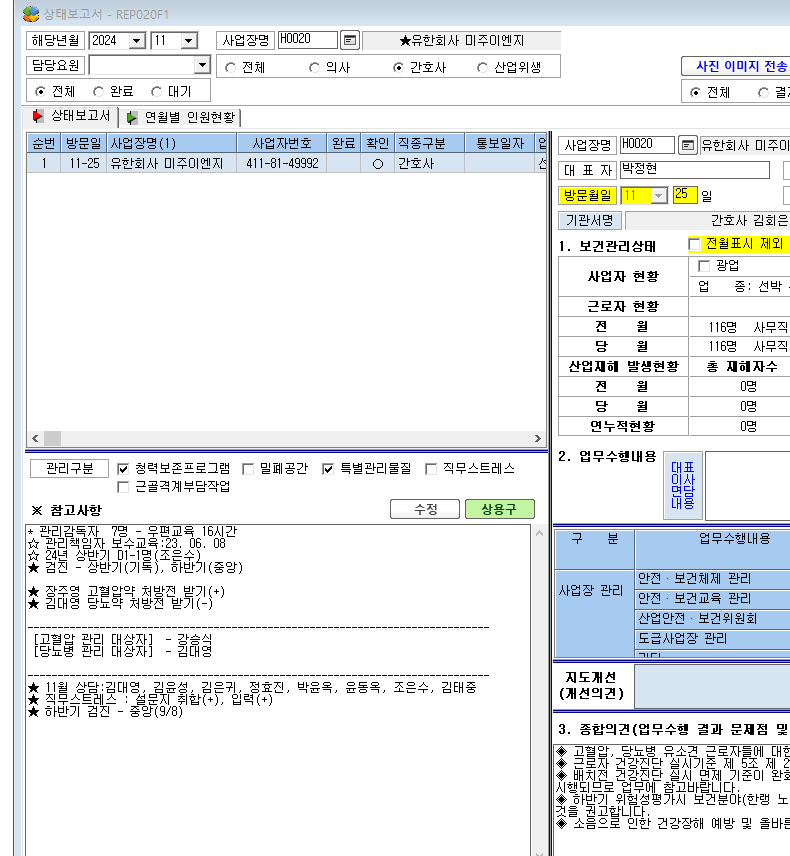 상태보고서 - REP020F1
해당년월 2024 11 사업장명 H0020 ★유한회사 미주이엔지
담당요원 전체 의사 간호사 산업위생
사진 이미지 전송
전체 완료 대기
전체
상태보고서 연월별 인원현황
순번 방문일 사업장명(1) 사업자번호 완료 확인 직종구분 통보일자
1 11-25 유한회사 미주이엔지 411-81-49992 ○ 간호사
관리구분 청력보존프로그램 밀폐공간 특별관리물질 직무스트레스
근골격계부담작업
※ 참고사항 수정 상용구
* 관리감독자 7명 - 우편교육 16시간
☆ 관리책임자 보수교육:23. 06. 08
☆ 24년 상반기 D1-1명(조은수)
★ 검진 - 상반기(기독), 하반기(중앙)
★ 장주영 고혈압약 처방전 받기(+)
★ 김대영 당뇨약 처방전 받기(-)
[고혈압 관리 대상자] - 강승식
[당뇨병 관리 대상자] - 김대영
★ 11월 상담:김대영, 김윤성, 김은귀, 정효진, 박윤옥, 윤동옥, 조은수, 김태중
★ 직무스트레스 : 설문지 취합(+), 입력(+)
★ 하반기 검진 - 중앙(9/8)
사업장명 H0020 유한회사 미주이
대 표 자 박정현
방문월일 11 25 일
기관서명 간호사 김회은
1. 보건관리상태 전월표시 제외
사업자 현황 광업
업 종: 선박
근로자 현황
전 월 116명 사무직
당 월 116명 사무직
산업재해 발생현황 총 재해자수
전 월 0명
당 월 0명
연누적현황 0명
2. 업무수행내용
대표
이사
면담
내용
구 분 업무수행내용
사업장 관리
안전ㆍ보건체제 관리
안전ㆍ보건교육 관리
산업안전ㆍ보건위원회
도급사업장 관리
지도개선
(개선의견)
3. 종합의견(업무수행 결과 문제점 및
◈ 고혈압, 당뇨병 유소견 근로자들에 대한
◈ 근로자 건강진단 실시기준 제 5조 제 2
◈ 배치전 건강진단 실시 면제 기준이 완화
시행되므로 업무에 참고바랍니다.
◈ 하반기 위험성평가시 보건분야(한랭 노
것을 권고합니다.
◈ 소음으로 인한 건강장해 예방 및 올바른